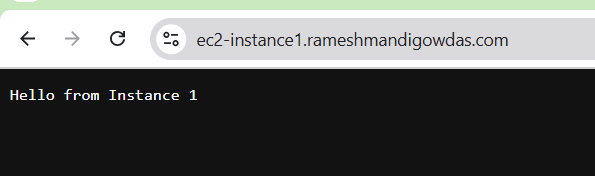 ec2-instance1.rameshmandigowdas.com
Hello from Instance 1